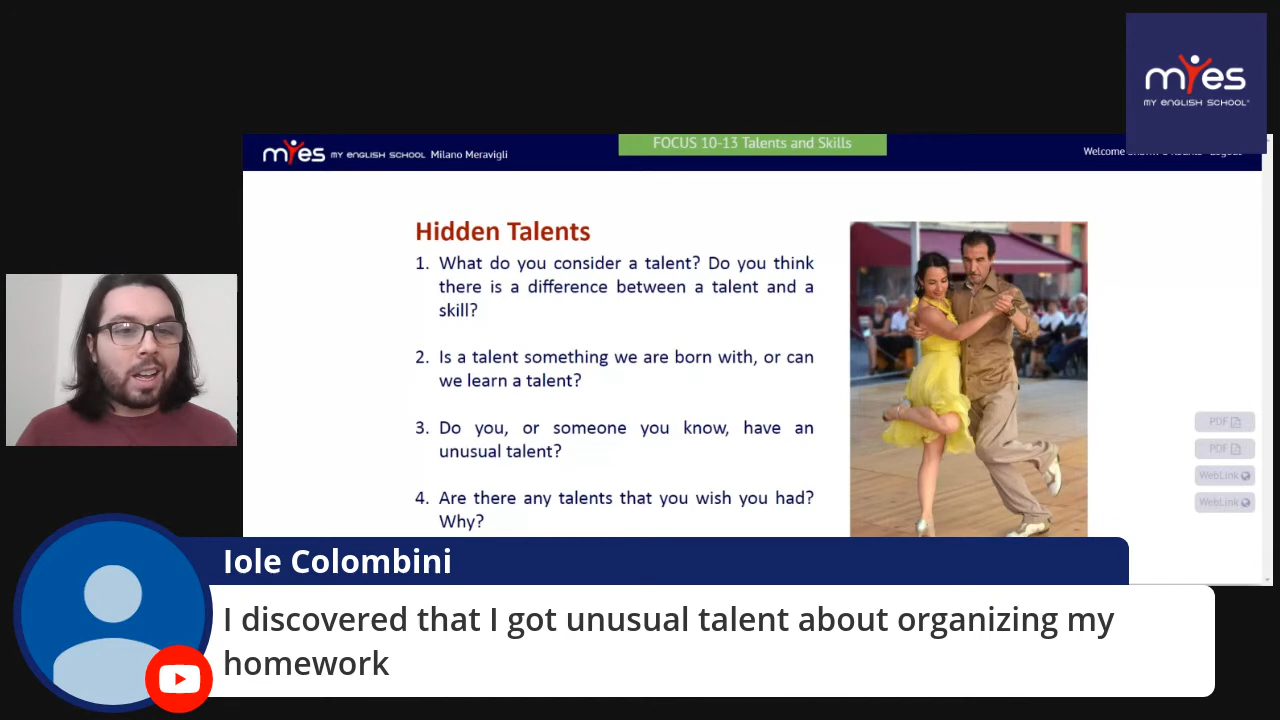 myes
MY ENGLISH SCHOOL®
myes MY ENGLISH SCHOOL Milano Meravigli
FOCUS 10-13 Talents and Skills
Welcome
Hidden Talents
1. What do you consider a talent? Do you think
there is a difference between a talent and a
skill?
2. Is a talent something we are born with, or can
we learn a talent?
3. Do you, or someone you know, have an
unusual talent?
4. Are there any talents that you wish you had?
Why?
PDF
PDF
WebLink
WebLink
Iole Colombini
I discovered that I got unusual talent about organizing my
homework